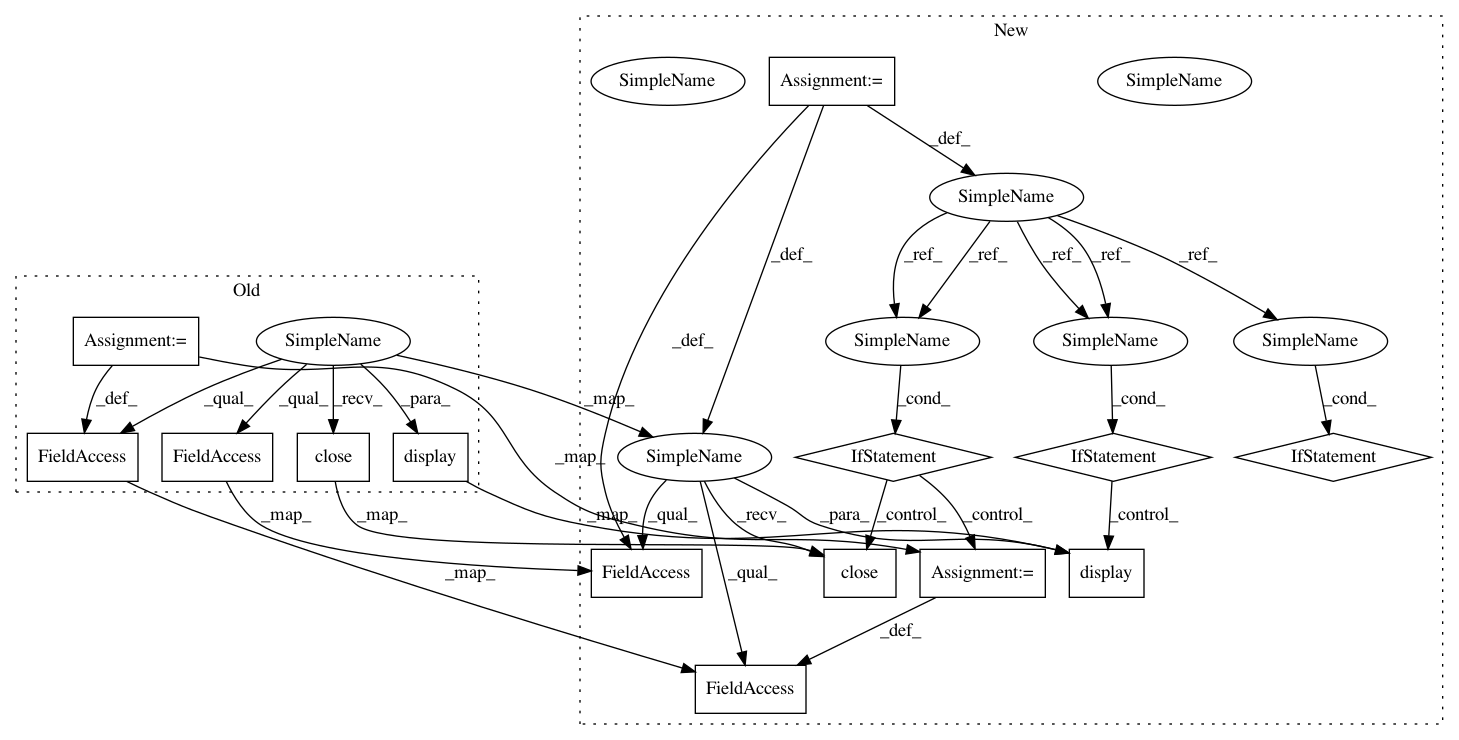 New
SimpleName
Assignment:=
SimpleName
_def_
SimpleName
_def_
_ref_
_ref_
_ref_
_ref_
_ref_
Old
Assignment:=
SimpleName
_def_
SimpleName
SimpleName
SimpleName
_def_
_qual_
_qual_
_recv_
_para_
_map_
_cond_
_cond_
_cond_
FieldAccess
FieldAccess
close
display
_map_
SimpleName
IfStatement
IfStatement
IfStatement
_map_
_map_
_map_
_qual_
_recv_
_para_
_control_
_control_
_control_
_map_
FieldAccess
_qual_
close
Assignment:=
display
_def_
FieldAccess